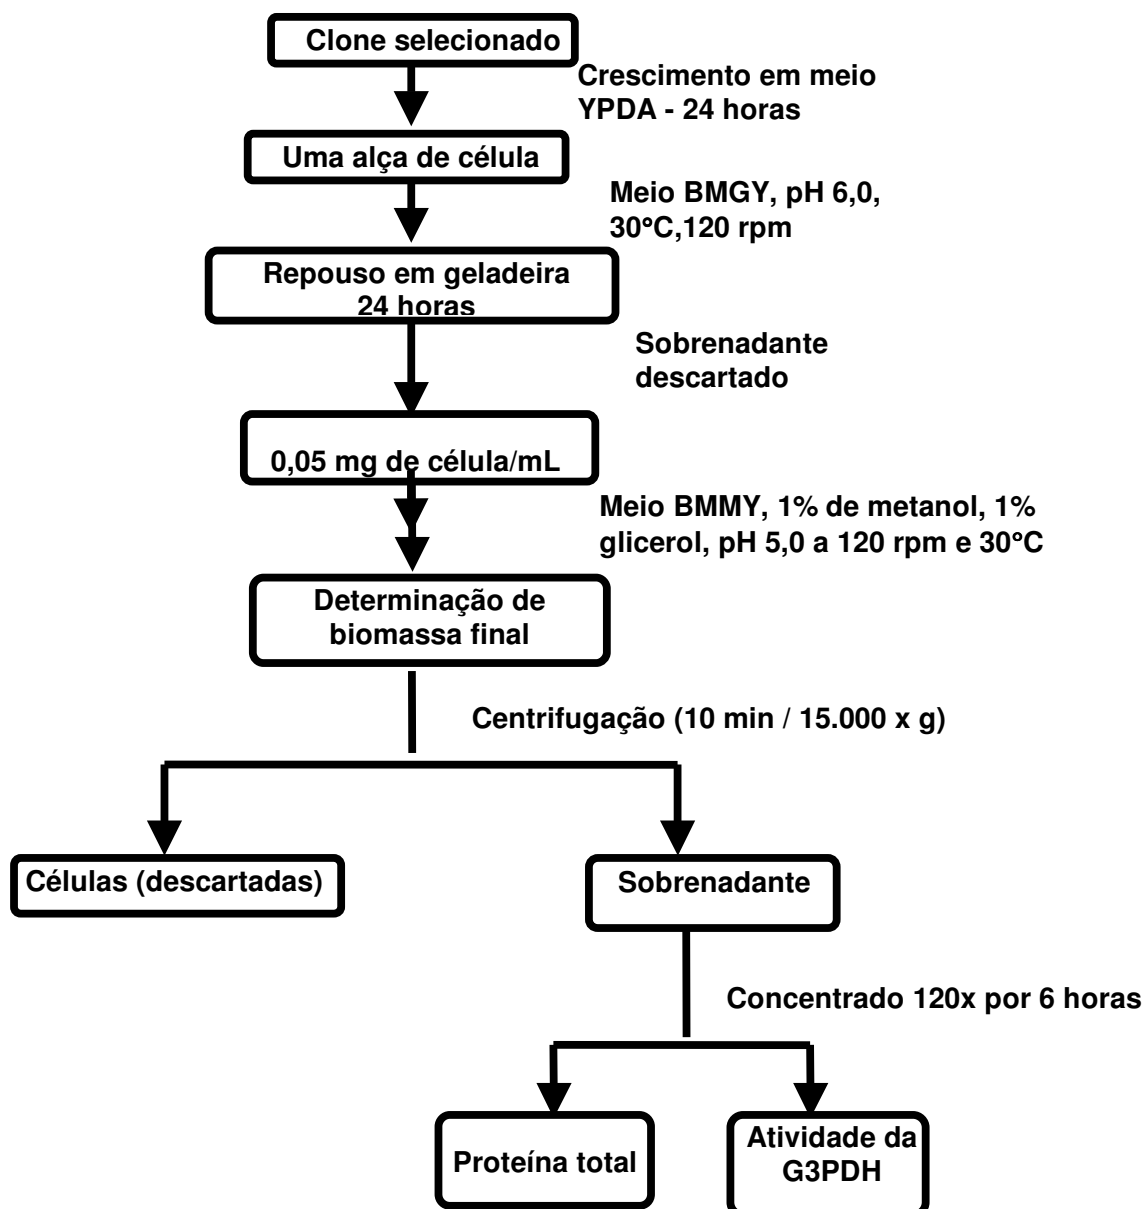 Clone selecionado
Crescimento em meio
YPDA - 24 horas
Uma alça de célula
Meio BMGY, pH 6,0,
30°C,120 rpm
Repouso em geladeira
24 horas
Sobrenadante
descartado
0,05 mg de célula/mL
Meio BMMY, 1% de metanol, 1%
glicerol, pH 5,0 a 120 rpm e 30°C
Determinação de
biomassa final
Centrifugação (10 min / 15.000 x g)
Células (descartadas)
Sobrenadante
Concentrado 120x por 6 horas
Proteína total
Atividade da
G3PDH